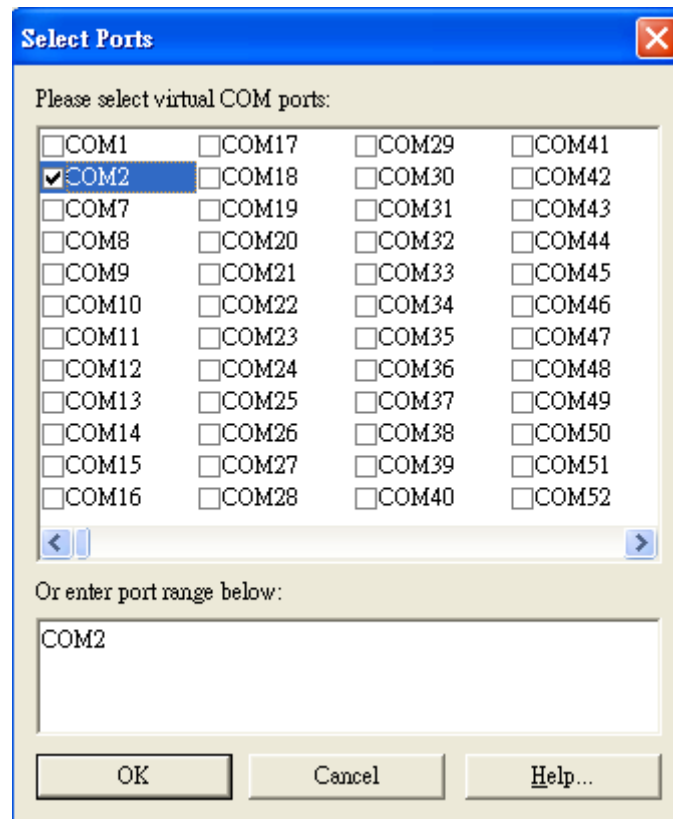 Select Ports
Please select virtual COM ports:
COM1 COM17 COM29 COM41
COM2 COM18 COM30 COM42
COM7 COM19 COM31 COM43
COM8 COM20 COM32 COM44
COM9 COM21 COM33 COM45
COM10 COM22 COM34 COM46
COM11 COM23 COM35 COM47
COM12 COM24 COM36 COM48
COM13 COM25 COM37 COM49
COM14 COM26 COM38 COM50
COM15 COM27 COM39 COM51
COM16 COM28 COM40 COM52
Or enter port range below:
COM2
OK Cancel Help...